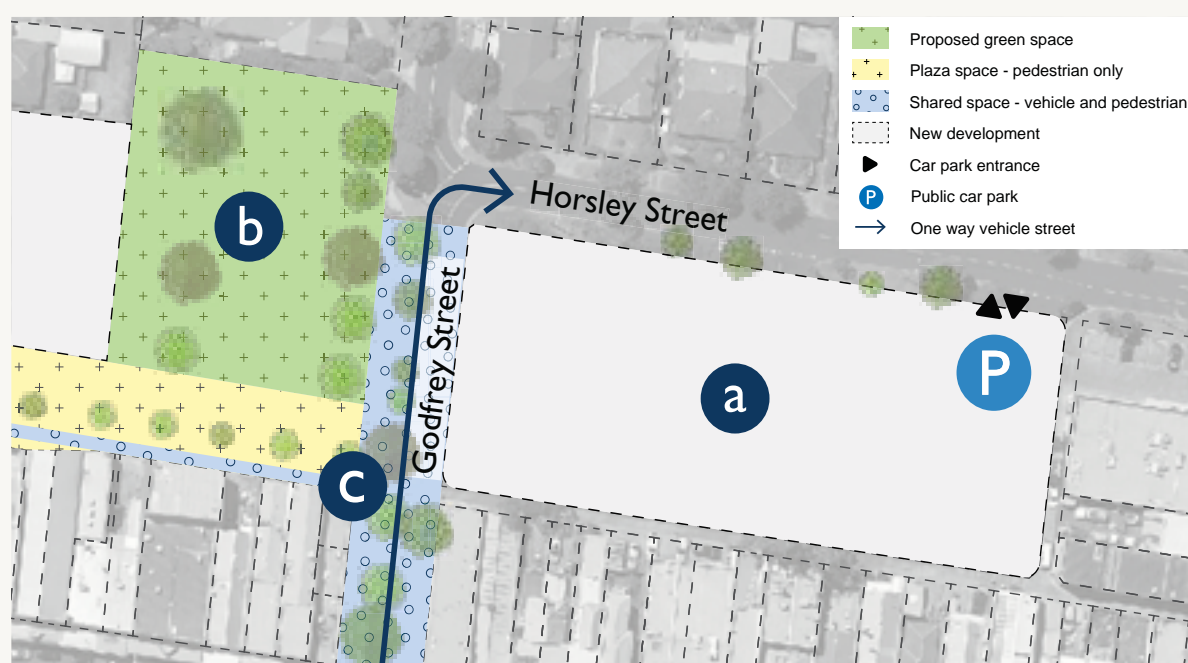 Proposed green space
Plaza space - pedestrian only
Shared space - vehicle and pedestrian
New development
Car park entrance
P
Public car park
One way vehicle street
Horsley Street
b
Godfrey Street
P
a
c